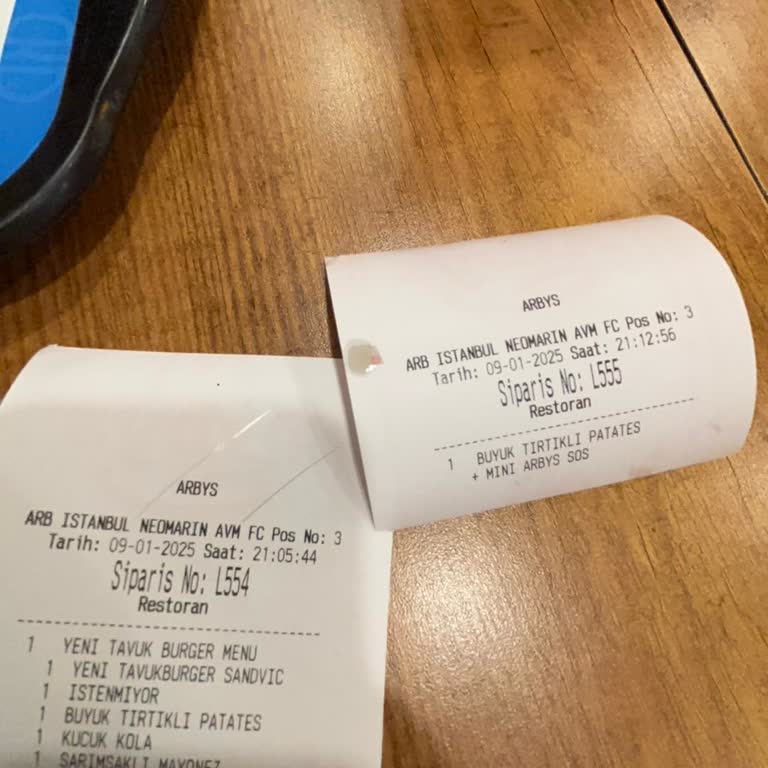 ARBYS
ARB ISTANBUL NEOMARIN AVM FC Pos No: 3
Tarih: 09-01-2025 Saat: 21:12:56
Siparis No: L555
Restoran
1 BUYUK TIRTIKLI PATATES
+ MINI ARBYS SOS
ARBYS
ARB ISTANBUL NEOMARIN AVM FC Pos No: 3
Tarih: 09-01-2025 Saat: 21:05:44
Siparis No: L554
Restoran
1 YENI TAVUK BURGER MENU
1 YENI TAVUKBURGER SANDVIC
1 ISTENMIYOR
1 BUYUK TIRTIKLI PATATES
1 KUCUK KOLA
1 SARIMSAKLI MAYONEZ